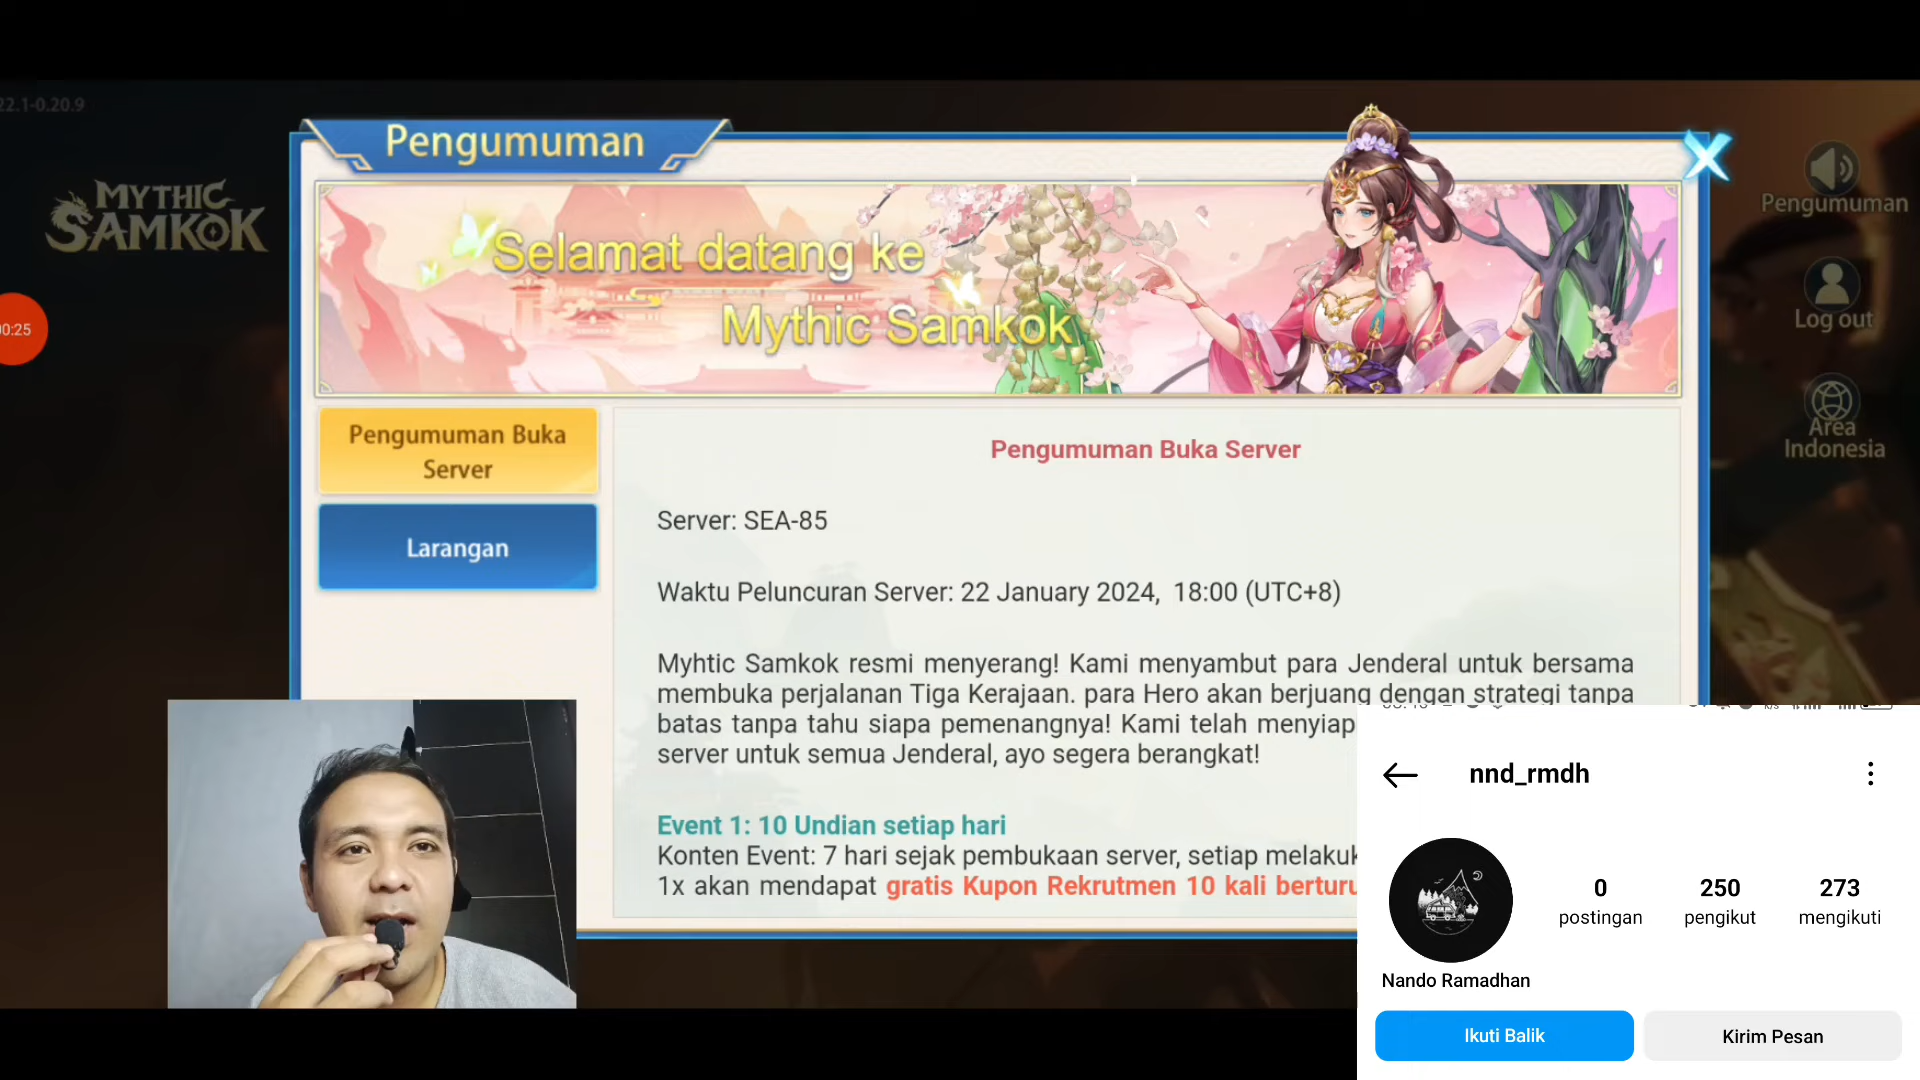 22.1-0.20.9
Pengumuman
MYTHIC
SAMKOK
Selamat datang ke
Mythic Samkok
Pengumuman
Log out
Area
Indonesia
00:25
Pengumuman Buka
Server
Larangan
Pengumuman Buka Server
Server: SEA-85
Waktu Peluncuran Server: 22 January 2024, 18:00 (UTC+8)
Myhtic Samkok resmi menyerang! Kami menyambut para Jenderal untuk bersama
membuka perjalanan Tiga Kerajaan. para Hero akan berjuang dengan strategi tanpa
batas tanpa tahu siapa pemenangnya! Kami telah menyiap
server untuk semua Jenderal, ayo segera berangkat!
Event 1: 10 Undian setiap hari
Konten Event: 7 hari sejak pembukaan server, setiap melakuk
1x akan mendapat gratis Kupon Rekrutmen 10 kali berturu
nnd_rmdh
0
postingan
250
pengikut
273
mengikuti
Nando Ramadhan
Ikuti Balik
Kirim Pesan